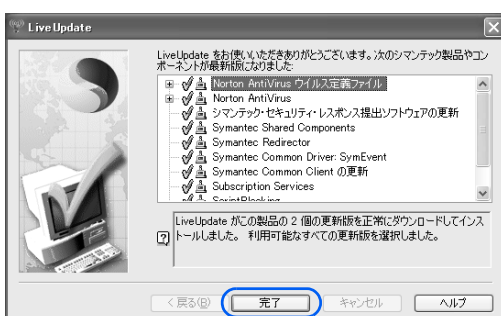 LiveUpdate
LiveUpdate をお使いいただきありがとうございます。次のシマンテック製品やコン
ポーネントが最新版になりました:
Norton AntiVirus ウイルス定義ファイル
Norton AntiVirus
シマンテック・セキュリティ・レスポンス提出ソフトウェアの更新
Symantec Shared Components
Symantec Redirector
Symantec Common Driver: SymEvent
Symantec Common Client の更新
Subscription Services
ScriptBlocking
LiveUpdate がこの製品の 2 個の更新版を正常にダウンロードしてインス
トールしました。 利用可能なすべての更新版を選択しました。
< 戻る(B) 完了 キャンセル ヘルプ